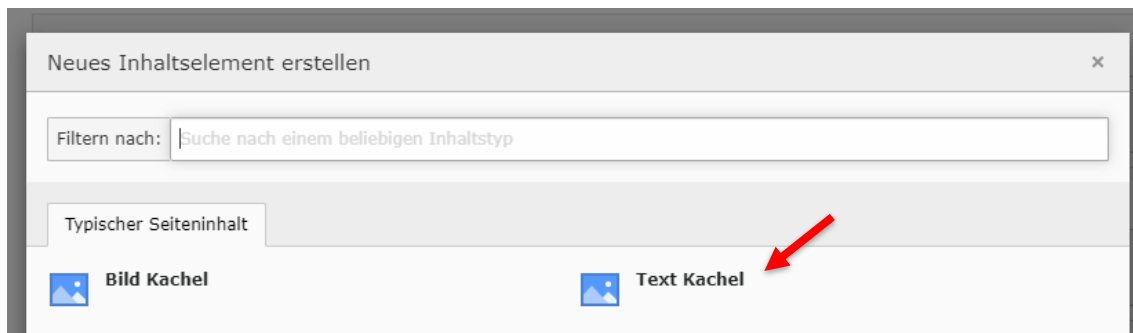 Neues Inhaltselement erstellen ×
Filtern nach: Suche nach einem beliebigen Inhaltstyp
Typischer Seiteninhalt
Bild Kachel Text Kachel